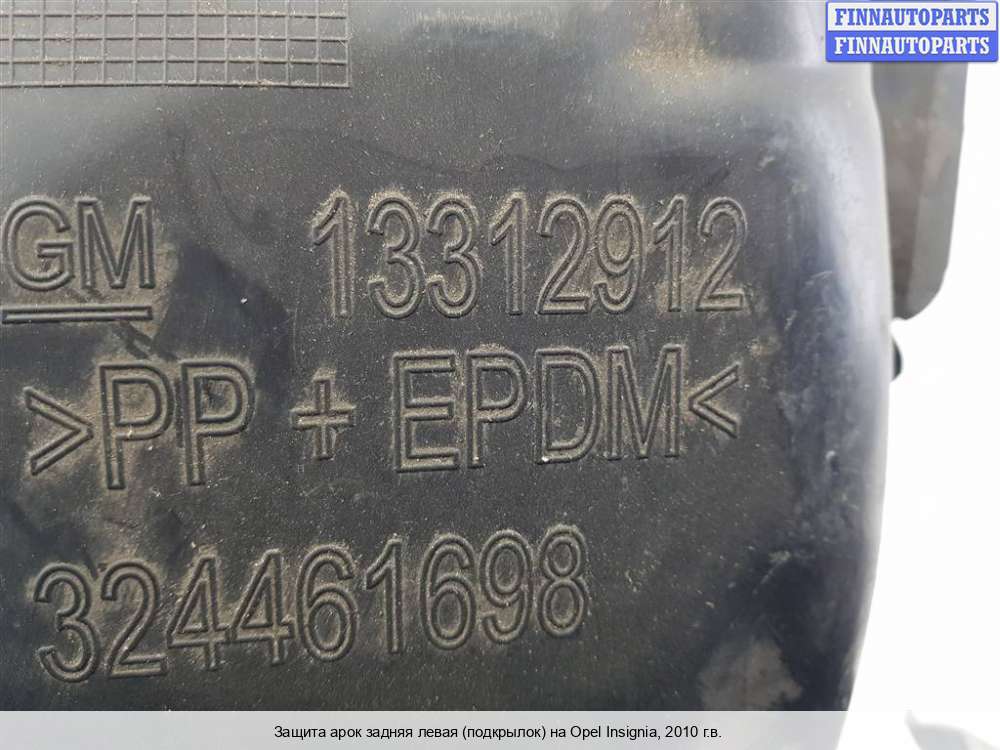 FINNAUTOPARTS
FINNAUTOPARTS
GM 13312912
>PP + EPDM<
324461698
Защита арок задняя левая (подкрылок) на Opel Insignia, 2010 г.в.